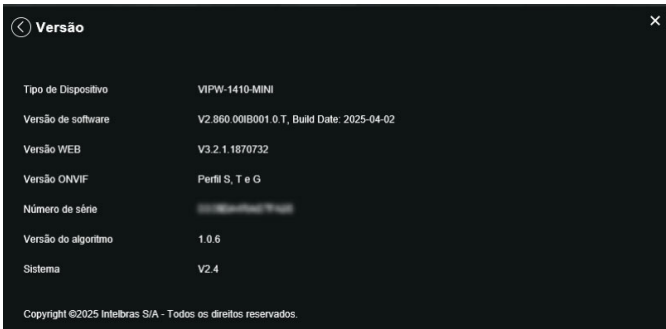 Versão
Tipo de Dispositivo VIPW-1410-MINI
Versão de software V2.860.00IB001.0.T, Build Date: 2025-04-02
Versão WEB V3.2.1.1870732
Versão ONVIF Perfil S, T e G
Número de série
Versão do algoritmo 1.0.6
Sistema V2.4
Copyright ©2025 Intelbras S/A - Todos os direitos reservados.